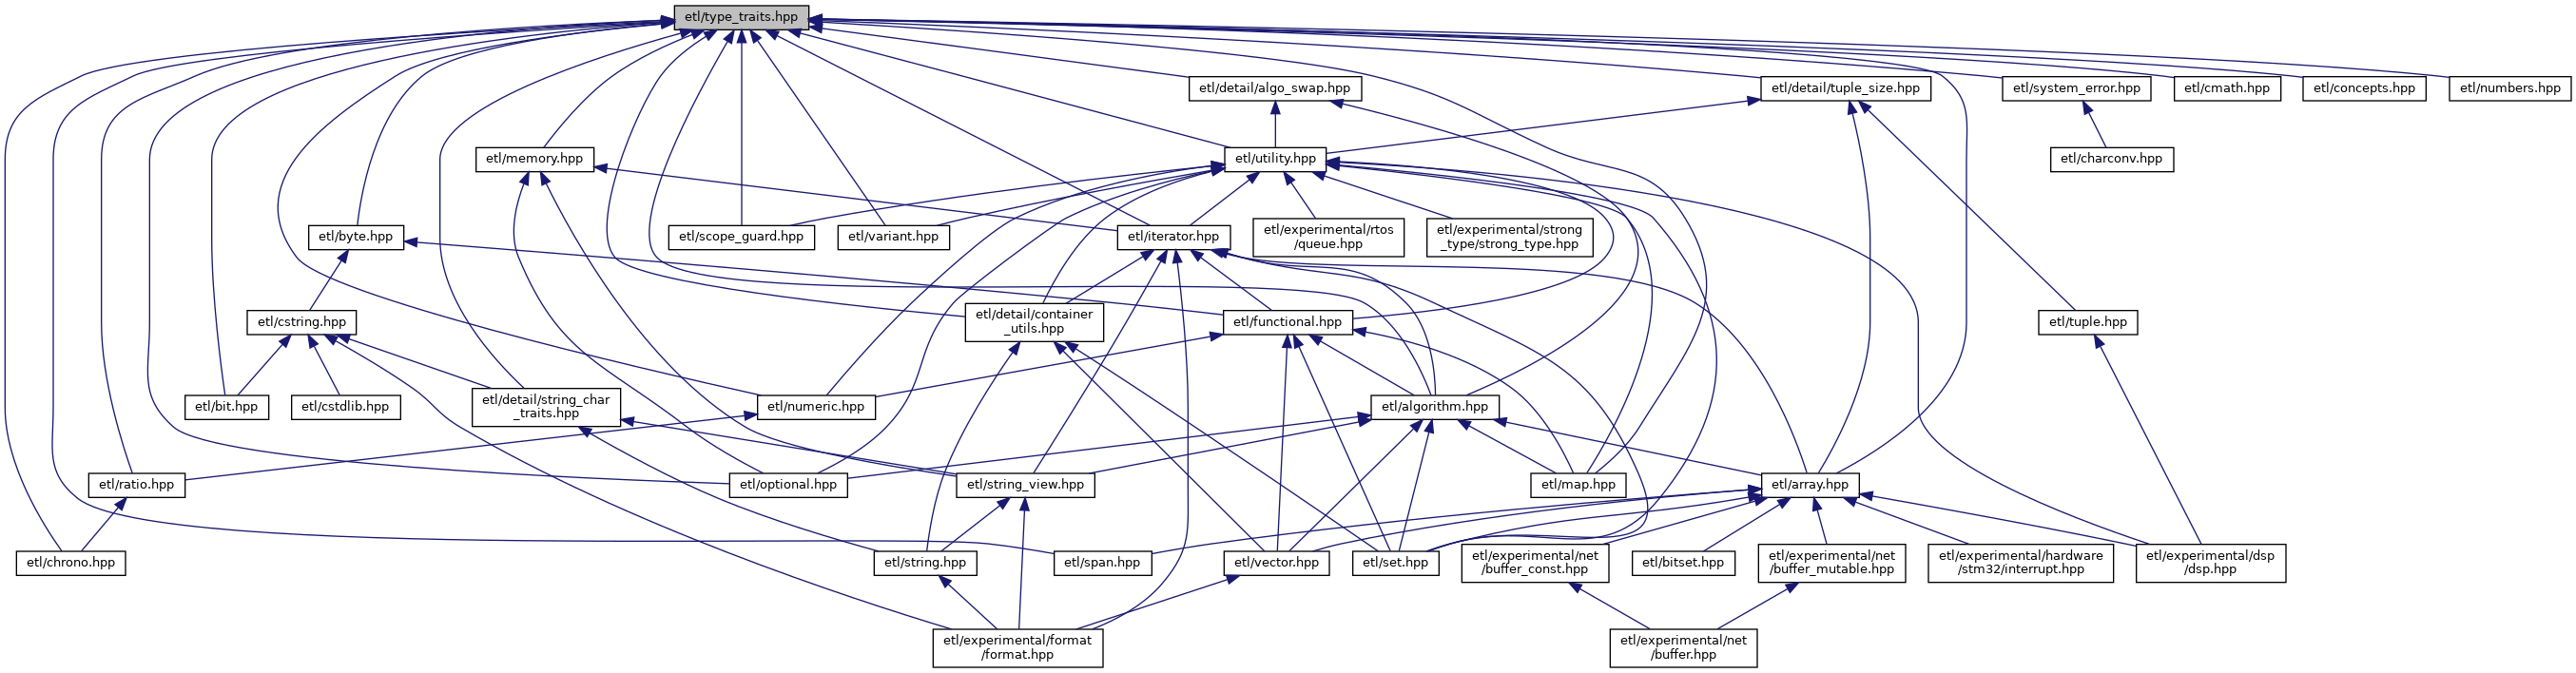 etl/type_traits.hpp
etl/detail/algo_swap.hpp
etl/detail/tuple_size.hpp
etl/system_error.hpp
etl/cmath.hpp
etl/concepts.hpp
etl/numbers.hpp
etl/memory.hpp
etl/utility.hpp
etl/charconv.hpp
etl/byte.hpp
etl/scope_guard.hpp
etl/variant.hpp
etl/iterator.hpp
etl/experimental/rtos
/queue.hpp
etl/experimental/strong
_type/strong_type.hpp
etl/cstring.hpp
etl/detail/container
_utils.hpp
etl/functional.hpp
etl/tuple.hpp
etl/bit.hpp
etl/cstdlib.hpp
etl/detail/string_char
_traits.hpp
etl/numeric.hpp
etl/algorithm.hpp
etl/ratio.hpp
etl/optional.hpp
etl/string_view.hpp
etl/map.hpp
etl/array.hpp
etl/chrono.hpp
etl/string.hpp
etl/span.hpp
etl/vector.hpp
etl/set.hpp
etl/experimental/net
/buffer_const.hpp
etl/bitset.hpp
etl/experimental/net
/buffer_mutable.hpp
etl/experimental/hardware
/stm32/interrupt.hpp
etl/experimental/dsp
/dsp.hpp
etl/experimental/format
/format.hpp
etl/experimental/net
/buffer.hpp